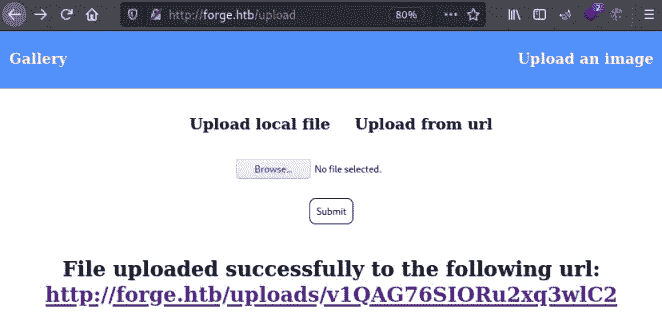 http://forge.htb/upload 80%
Gallery Upload an image
Upload local file Upload from url
Browse... No file selected.
Submit
File uploaded successfully to the following url:
http://forge.htb/uploads/v1QAG76SIORu2xq3wlC2